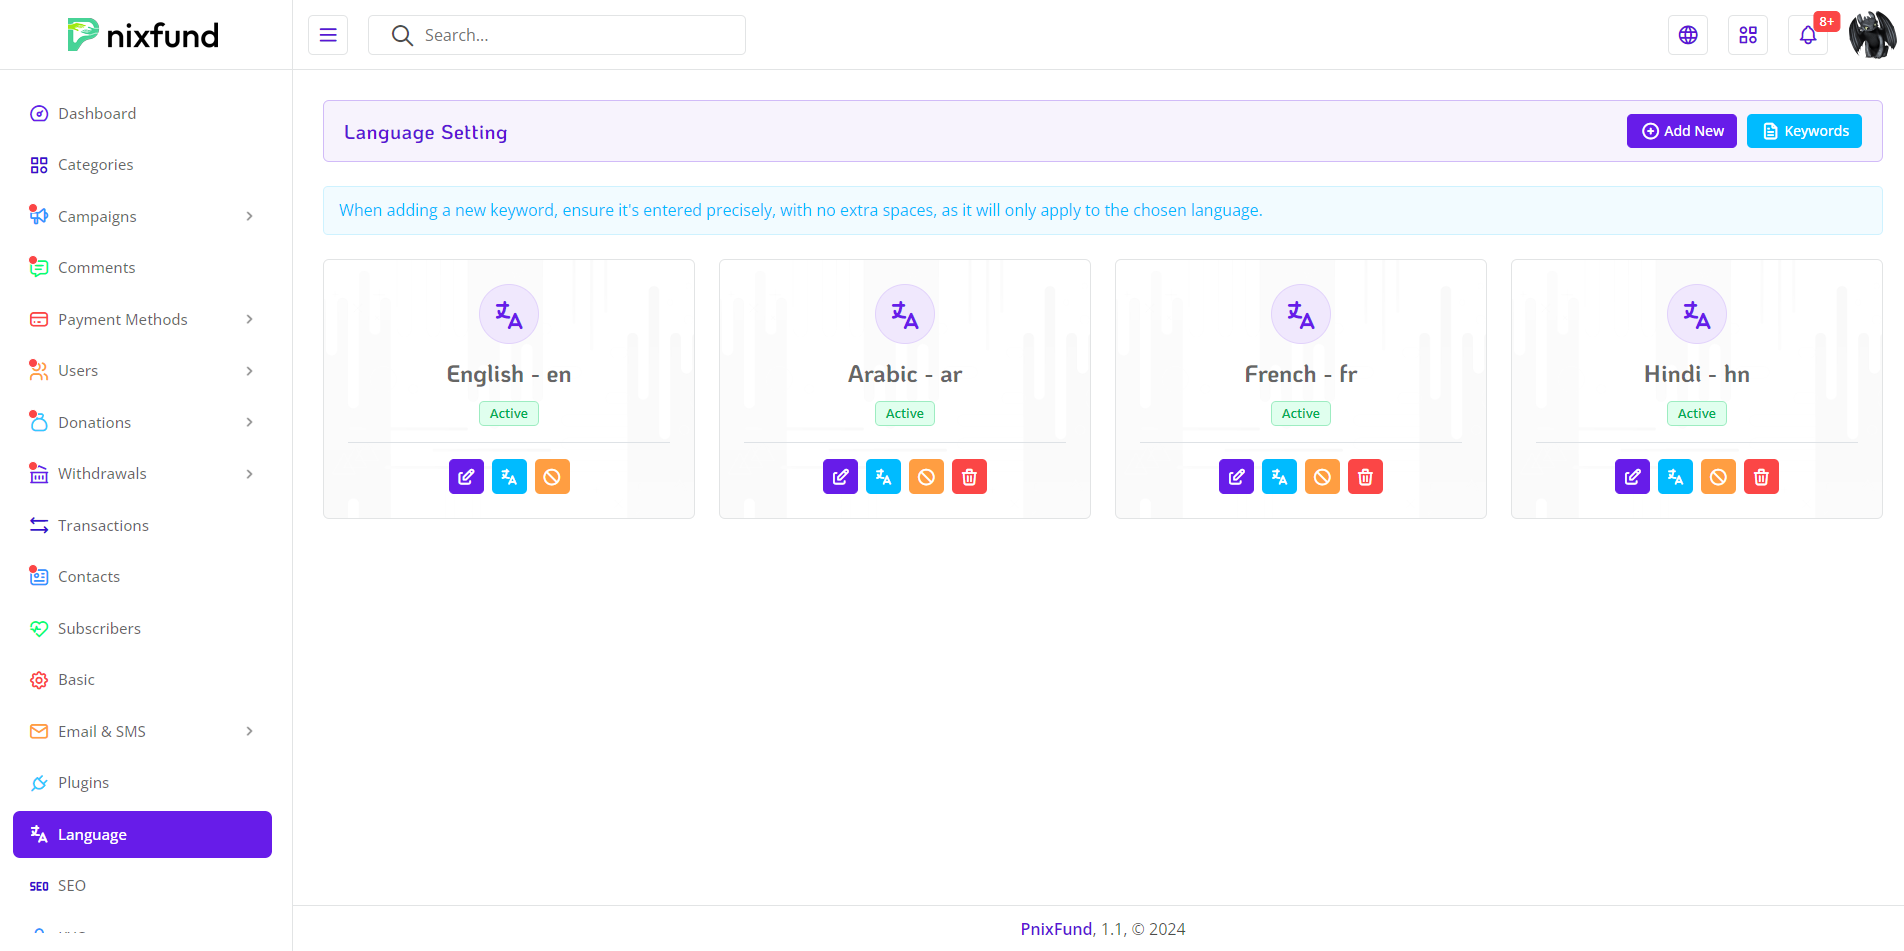 nixfund
Search...
8+
Dashboard
Categories
Campaigns
Comments
Payment Methods
Users
Donations
Withdrawals
Transactions
Contacts
Subscribers
Basic
Email & SMS
Plugins
Language
SEO SEO
Language Setting
Add New
Keywords
When adding a new keyword, ensure it's entered precisely, with no extra spaces, as it will only apply to the chosen language.
English - en
Active
Arabic - ar
Active
French - fr
Active
Hindi - hn
Active
PnixFund, 1.1, © 2024